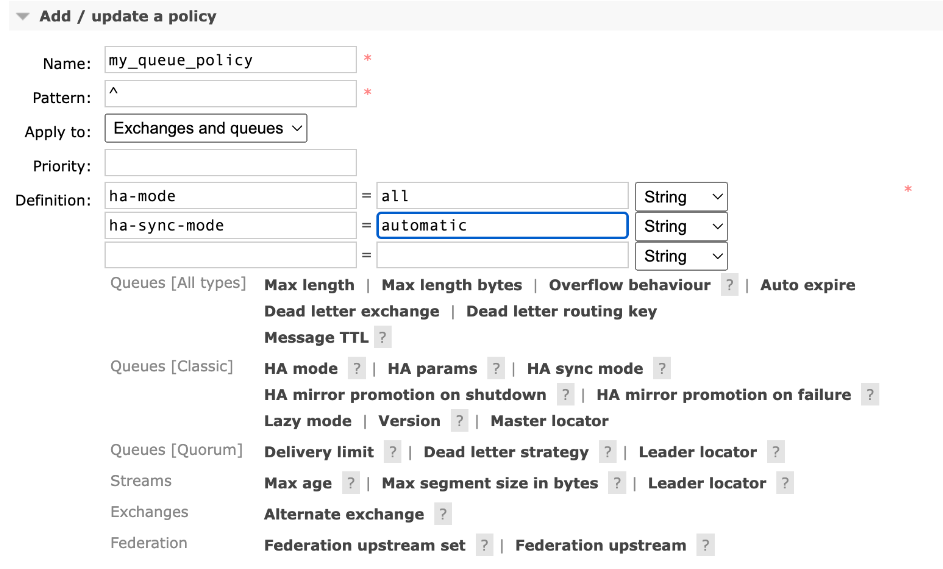 Add / update a policy
Name: my_queue_policy *
Pattern: ^ *
Apply to: Exchanges and queues
Priority:
Definition: ha-mode = all String *
ha-sync-mode = automatic String
= String
Queues [All types] Max length | Max length bytes | Overflow behaviour ? | Auto expire
Dead letter exchange | Dead letter routing key
Message TTL ?
Queues [Classic] HA mode ? | HA params ? | HA sync mode ?
HA mirror promotion on shutdown ? | HA mirror promotion on failure ?
Lazy mode | Version ? | Master locator
Queues [Quorum] Delivery limit ? | Dead letter strategy ? | Leader locator ?
Streams Max age ? | Max segment size in bytes ? | Leader locator ?
Exchanges Alternate exchange ?
Federation Federation upstream set ? | Federation upstream ?